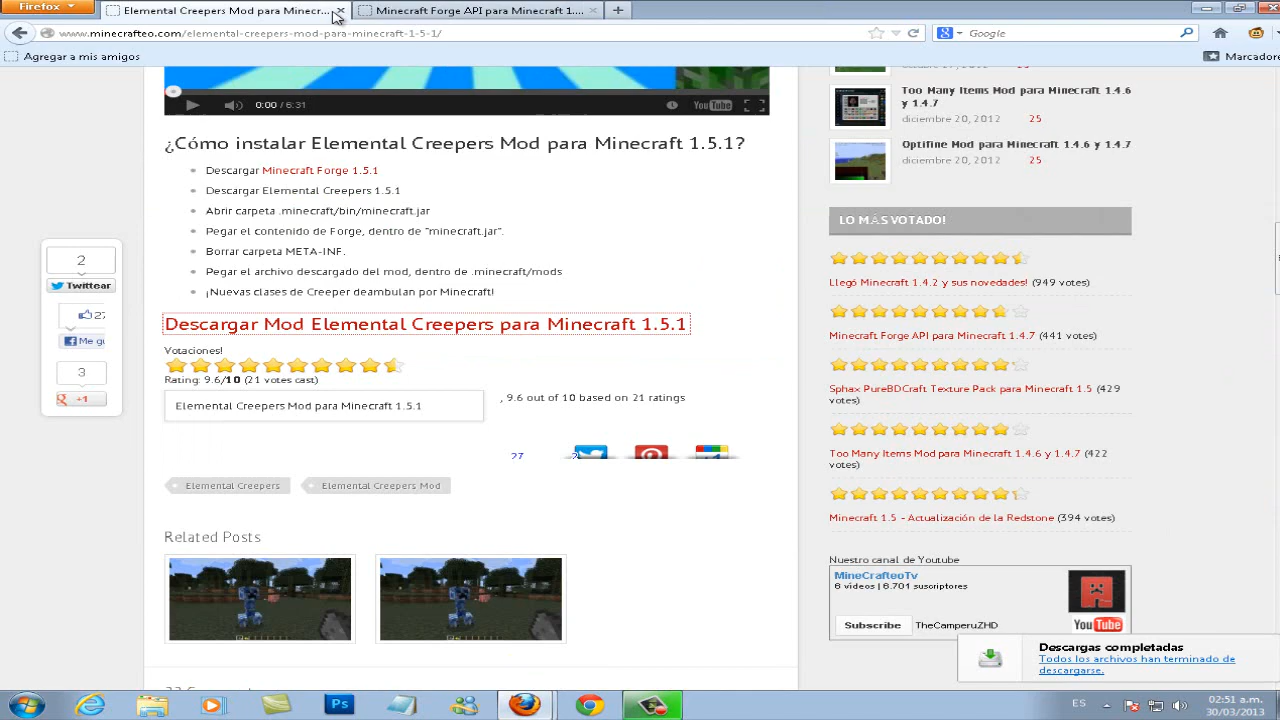 Firefox
Elemental Creepers Mod para Minecr...
Minecraft Forge API para Minecraft 1....
www.minecrafteo.com/elemental-creepers-mod-para-minecraft-1-5-1/
Google
Agregar a mis amigos
Marcadore
0:00 / 6:31
YouTube
¿Cómo instalar Elemental Creepers Mod para Minecraft 1.5.1?
Descargar Minecraft Forge 1.5.1
Descargar Elemental Creepers 1.5.1
Abrir carpeta .minecraft/bin/minecraft.jar
Pegar el contenido de Forge, dentro de "minecraft.jar".
Borrar carpeta META-INF.
Pegar el archivo descargado del mod, dentro de .minecraft/mods
¡Nuevas clases de Creeper deambulan por Minecraft!
Descargar Mod Elemental Creepers para Minecraft 1.5.1
Votaciones!
Rating: 9.6/10 (21 votes cast)
Elemental Creepers Mod para Minecraft 1.5.1
, 9.6 out of 10 based on 21 ratings
27
Elemental Creepers
Elemental Creepers Mod
Related Posts
2
Twittear
Me gu
3
+1
Too Many Items Mod para Minecraft 1.4.6
y 1.4.7
diciembre 20, 2012 25
Optifine Mod para Minecraft 1.4.6 y 1.4.7
diciembre 20, 2012 25
LO MÁS VOTADO!
Llegó Minecraft 1.4.2 y sus novedades! (949 votes)
Minecraft Forge API para Minecraft 1.4.7 (441 votes)
Sphax PureBDCraft Texture Pack para Minecraft 1.5 (429
votes)
Too Many Items Mod para Minecraft 1.4.6 y 1.4.7 (422
votes)
Minecraft 1.5 - Actualización de la Redstone (394 votes)
Nuestro canal de Youtube
MineCrafteoTv
6 videos | 6.701 suscriptores
Subscribe
TheCamperuZHD
YouTube
Descargas completadas
Todos los archivos han terminado de
descargarse.
Ps
ES
02:51 a.m.
30/03/2013